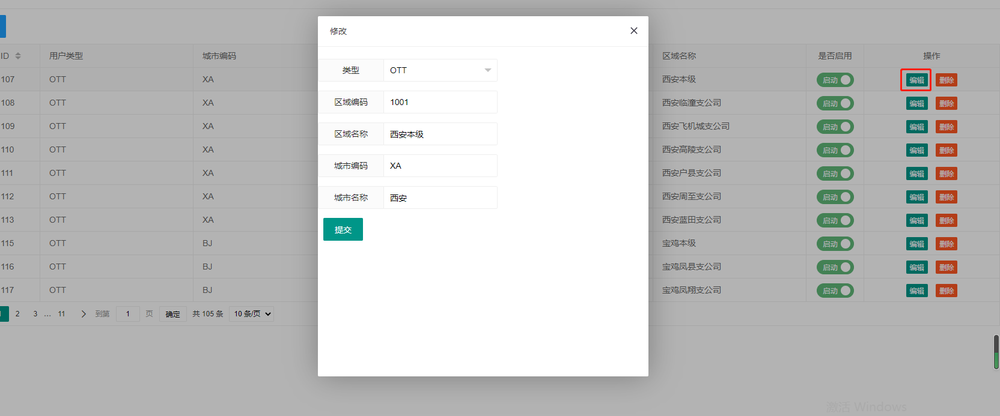 修改
ID 用户类型 城市编码 区域名称 是否启用 操作
107 OTT XA 西安本级 启动 编辑 删除
108 OTT XA 西安临潼支公司 启动 编辑 删除
109 OTT XA 西安飞机城支公司 启动 编辑 删除
110 OTT XA 西安高陵支公司 启动 编辑 删除
111 OTT XA 西安户县支公司 启动 编辑 删除
112 OTT XA 西安周至支公司 启动 编辑 删除
113 OTT XA 西安蓝田支公司 启动 编辑 删除
115 OTT BJ 宝鸡本级 启动 编辑 删除
116 OTT BJ 宝鸡凤县支公司 启动 编辑 删除
117 OTT BJ 宝鸡凤翔支公司 启动 编辑 删除
2 3 … 11 到第 1 页 确定 共 105 条 10 条/页
类型 OTT
区域编码 1001
区域名称 西安本级
城市编码 XA
城市名称 西安
提交
激活 Windows